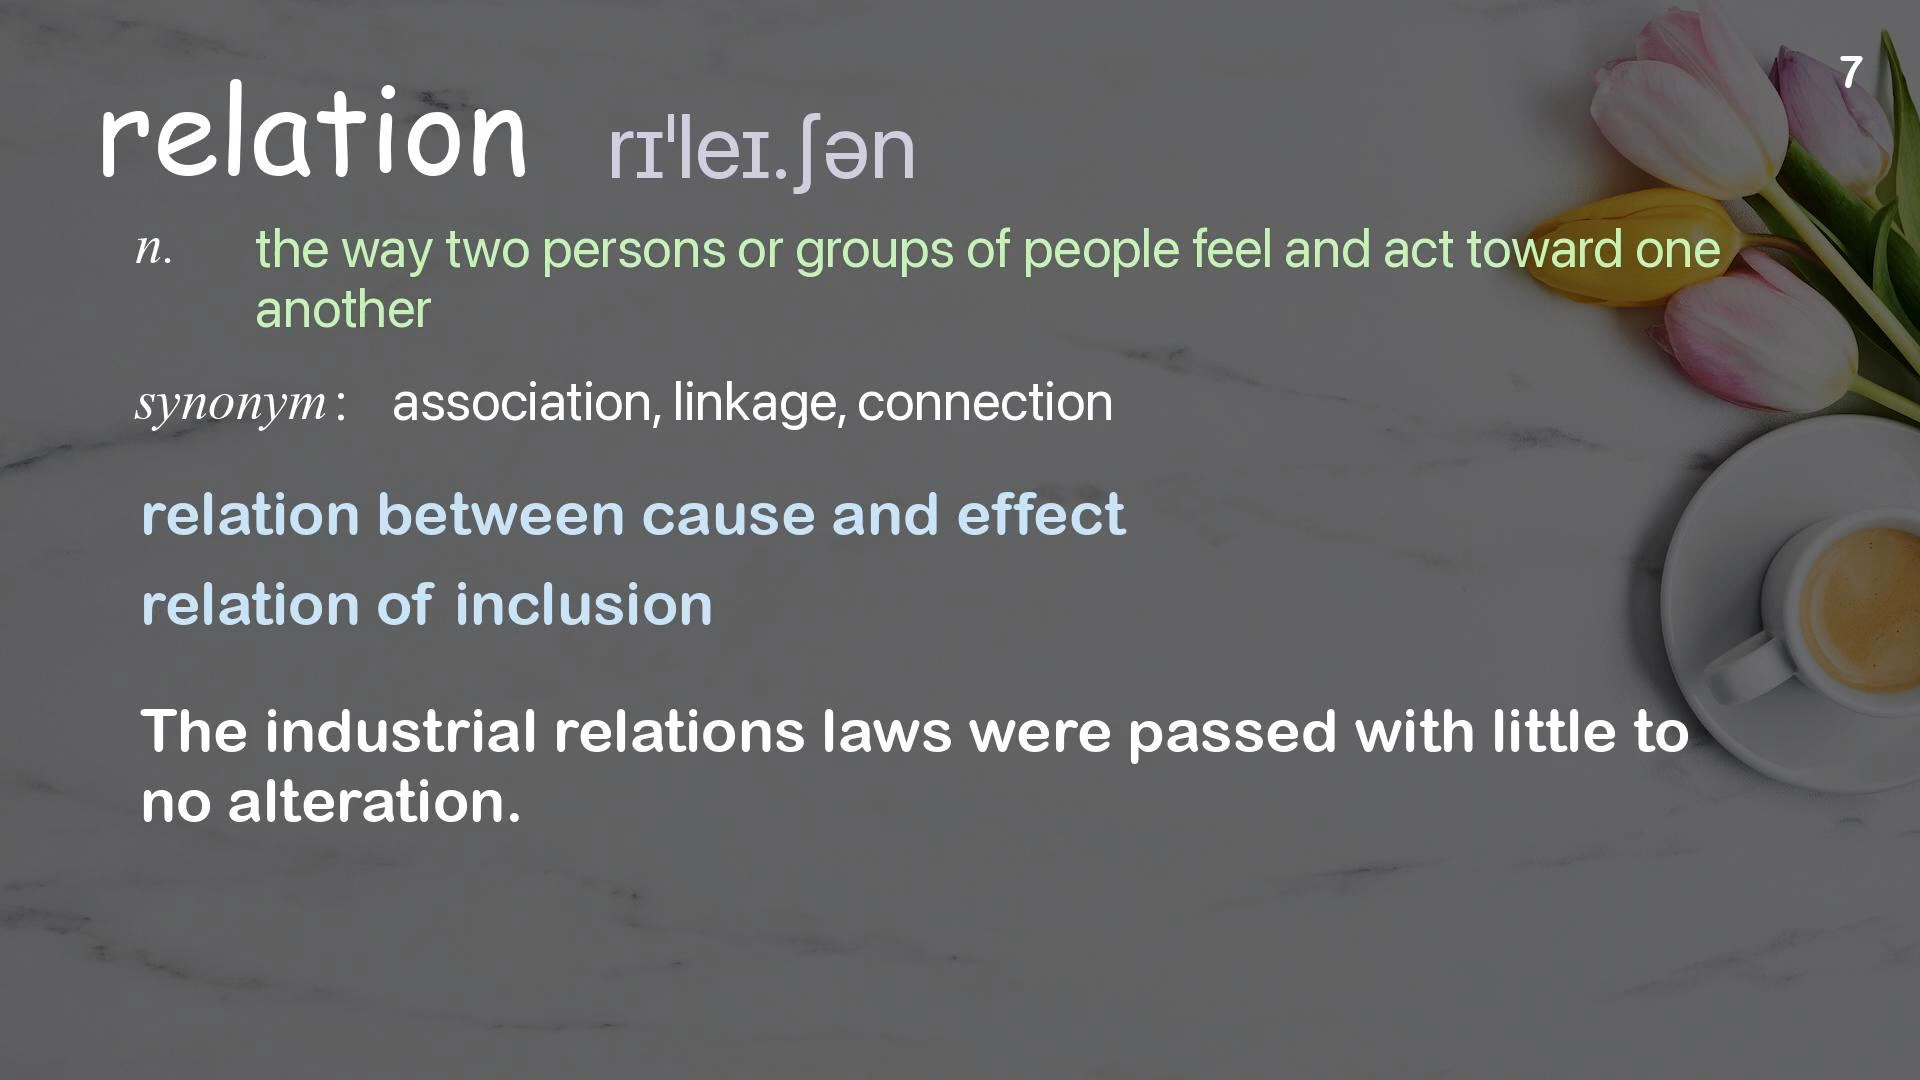 7
relation rɪˈleɪ.ʃən
n. the way two persons or groups of people feel and act toward one
another
synonym: association, linkage, connection
relation between cause and effect
relation of inclusion
The industrial relations laws were passed with little to
no alteration.